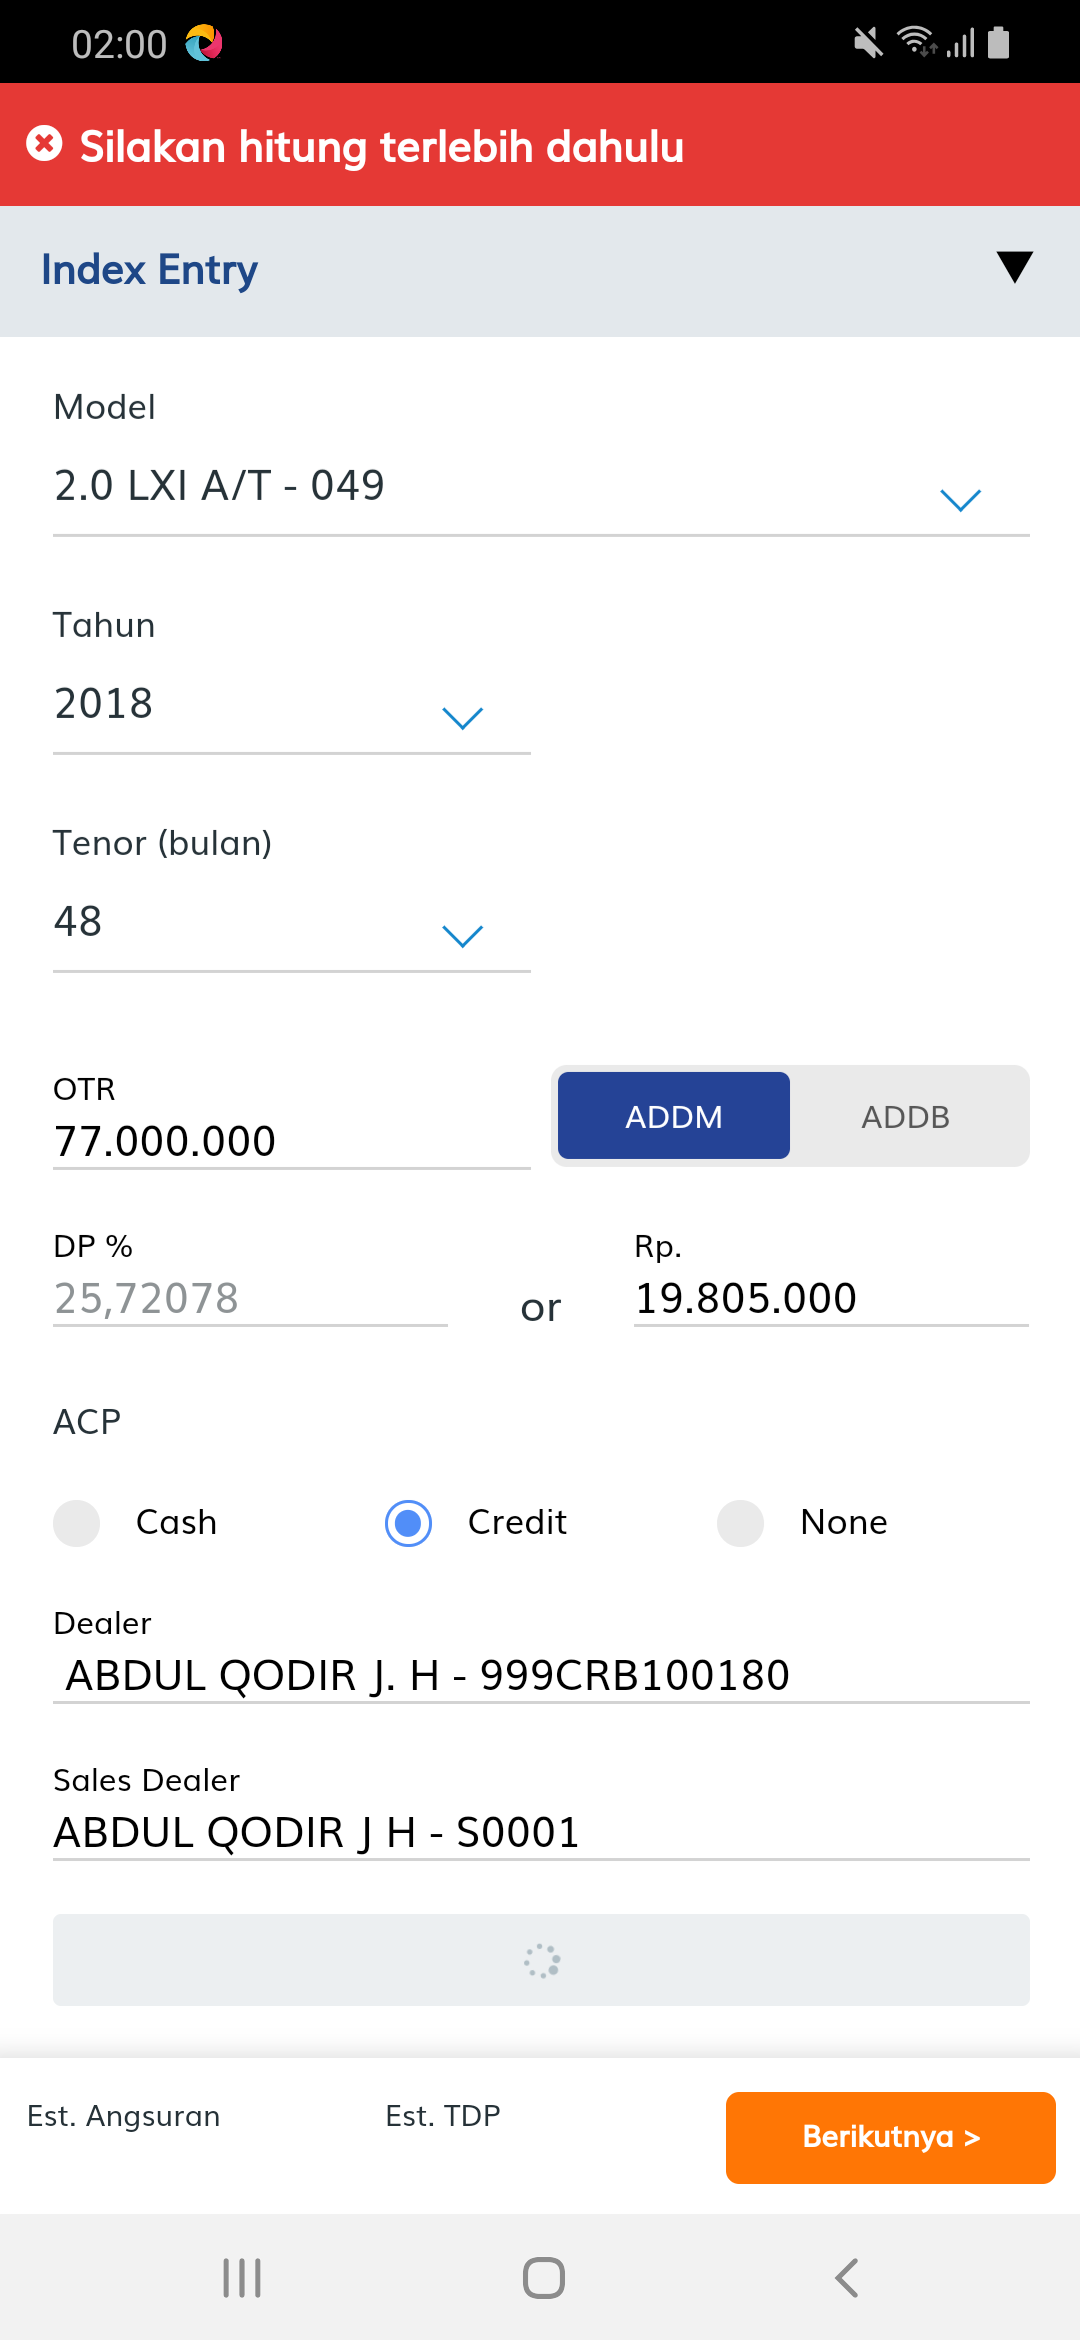 02:00
Silakan hitung terlebih dahulu
Index Entry
Model
2.0 LXI A/T - 049
Tahun
2018
Tenor (bulan)
48
OTR
77.000.000
ADDM
ADDB
DP %
25,72078
or
Rp.
19.805.000
ACP
Cash
Credit
None
Dealer
ABDUL QODIR J. H - 999CRB100180
Sales Dealer
ABDUL QODIR J H - S0001
Est. Angsuran
Est. TDP
Berikutnya >